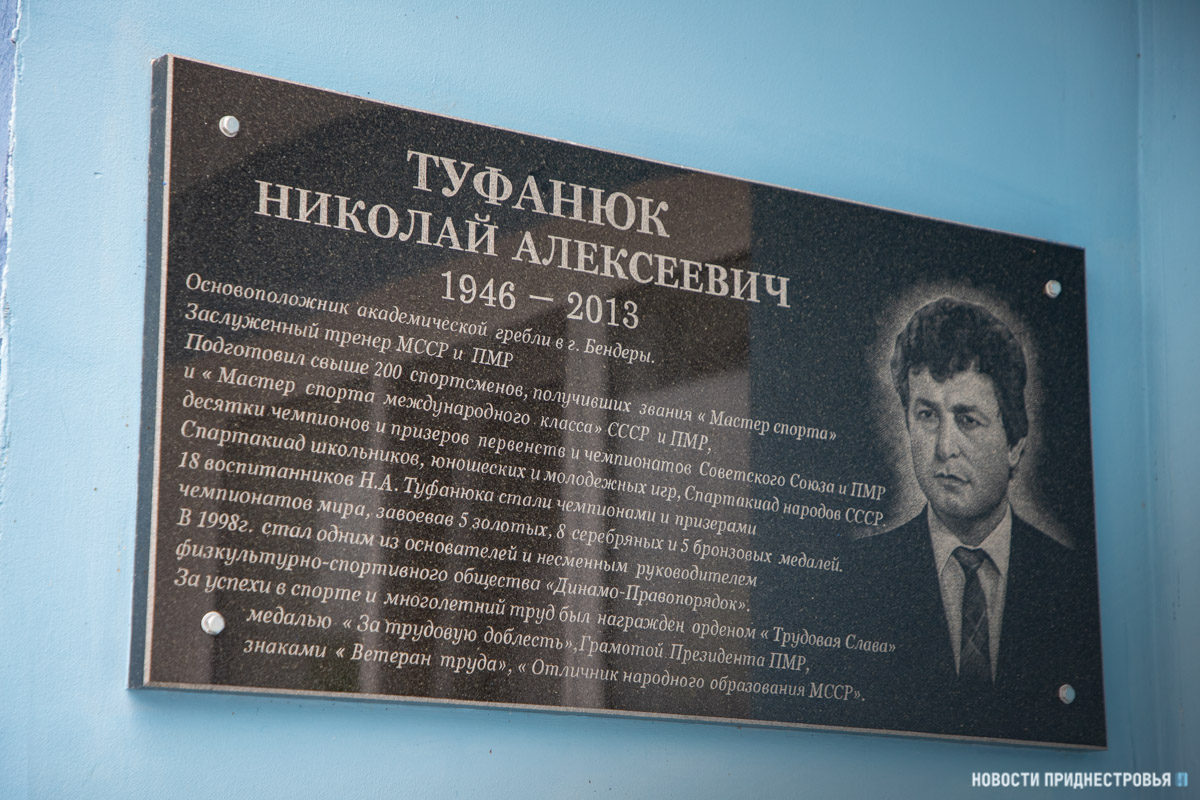 ТУФАНЮК
НИКОЛАЙ АЛЕКСЕЕВИЧ
1946 – 2013
Основоположник академической гребли в г. Бендеры.
Заслуженный тренер МССР и ПМР
Подготовил свыше 200 спортсменов, получивших звания « Мастер спорта»
и « Мастер спорта международного класса» СССР и ПМР,
десятки чемпионов и призеров первенств и чемпионатов Советского Союза и ПМР
Спартакиад школьников, юношеских и молодежных игр, Спартакиад народов СССР.
18 воспитанников Н.А. Туфанюка стали чемпионами и призерами
чемпионатов мира, завоевав 5 золотых, 8 серебряных и 5 бронзовых медалей.
В 1998г. стал одним из основателей и несменным руководителем
физкультурно-спортивного общества «Динамо-Правопорядок».
За успехи в спорте и многолетний труд был награжден орденом « Трудовая Слава»
медалью « За трудовую доблесть», Грамотой Президента ПМР,
знаками « Ветеран труда», « Отличник народного образования МССР».
НОВОСТИ ПРИДНЕСТРОВЬЯ